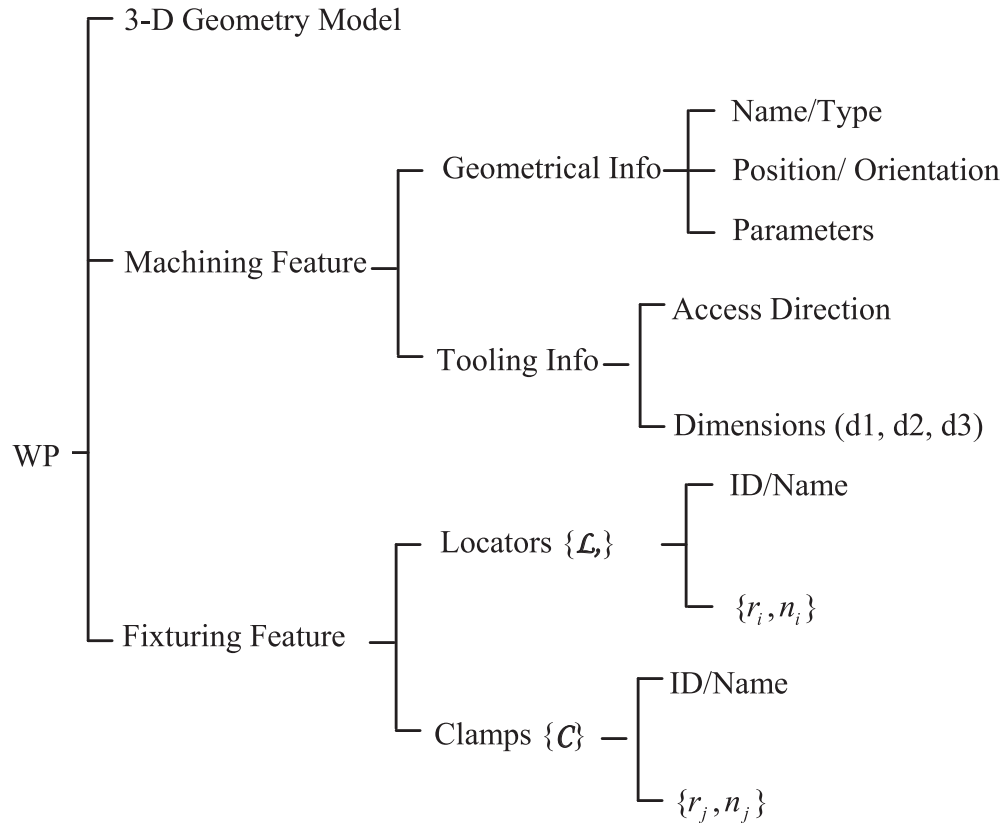 3-D Geometry Model
Name/Type
Geometrical Info
Position/ Orientation
Parameters
Machining Feature
Access Direction
Tooling Info
Dimensions (d1, d2, d3)
WP
ID/Name
Locators {ℒ,}
{r_i, n_i}
Fixturing Feature
ID/Name
Clamps {𝒞}
{r_j, n_j}